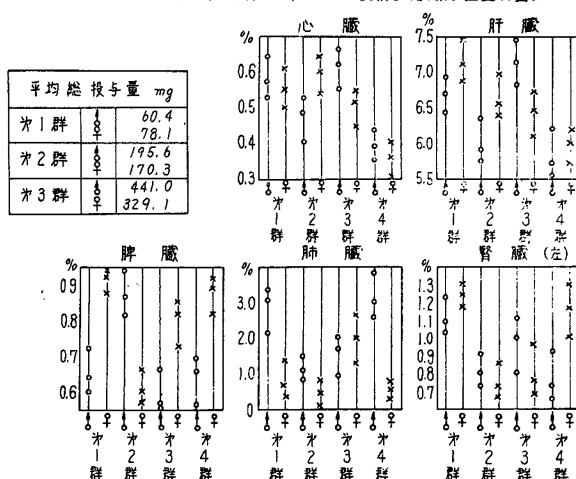 心臓
%
0.6
0.5
0.4
0.3
♂ ♀ ♂ ♀ ♂ ♀ ♂ ♀
才1群 才2群 才3群 才4群
肝臓
%
7.5
7.0
6.5
6.0
5.5
♂ ♀ ♂ ♀ ♂ ♀ ♂ ♀
才1群 才2群 才3群 才4群
平均総投与量 mg
才1群 ♂ 60.4
♀ 78.1
才2群 ♂ 195.6
♀ 170.3
才3群 ♂ 441.0
♀ 329.1
脾臓
%
0.9
0.8
0.7
0.6
♂ ♀ ♂ ♀ ♂ ♀ ♂ ♀
才1群 才2群 才3群 才4群
肺臓
%
3.0
2.0
1.0
0
♂ ♀ ♂ ♀ ♂ ♀ ♂ ♀
才1群 才2群 才3群 才4群
腎臓(左)
%
1.3
1.2
1.1
1.0
0.9
0.8
0.7
♂ ♀ ♂ ♀ ♂ ♀ ♂ ♀
才1群 才2群 才3群 才4群